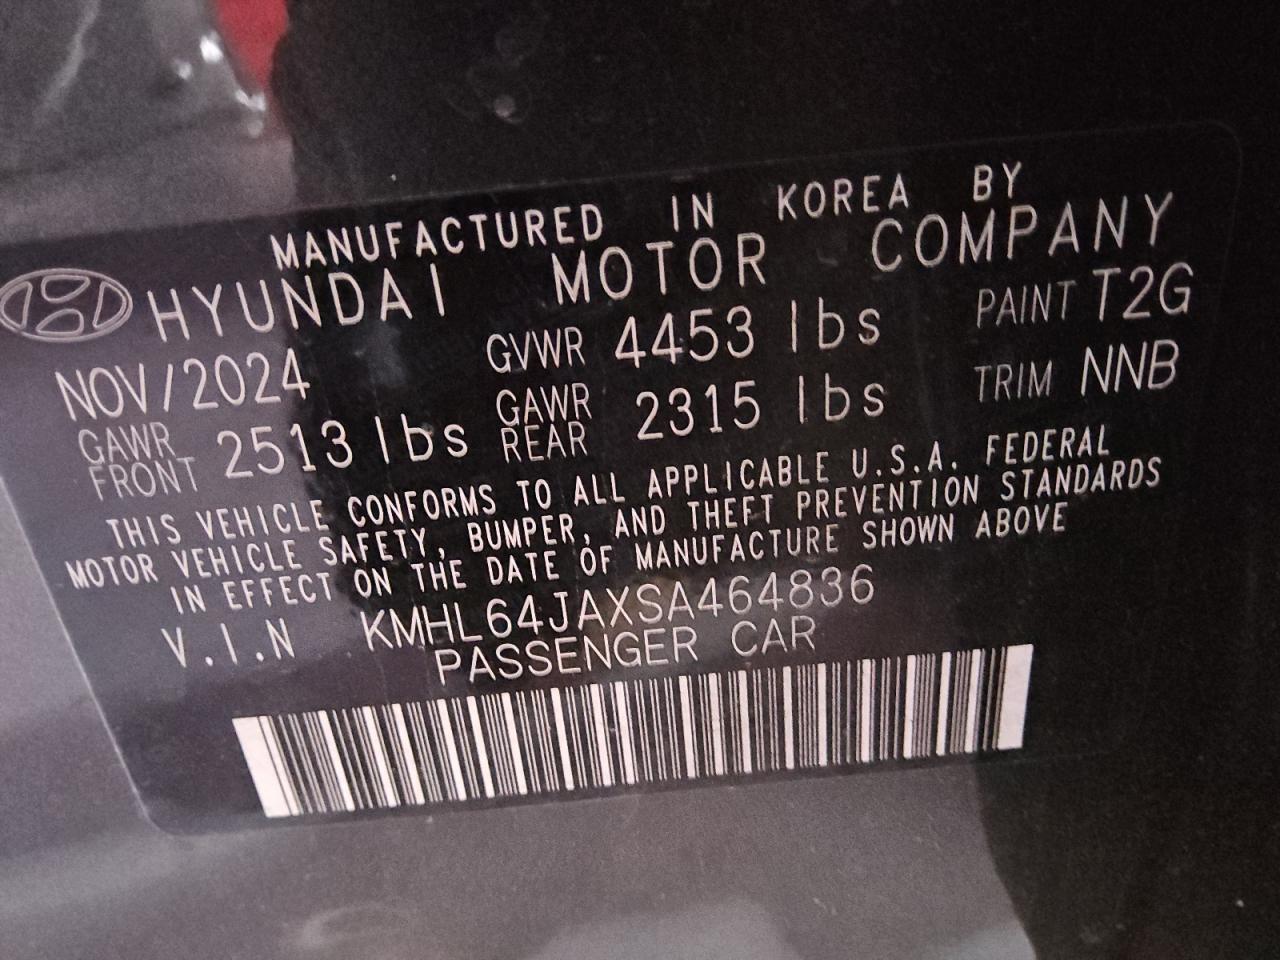 MANUFACTURED IN KOREA BY
HYUNDAI MOTOR COMPANY
NOV/2024 GVWR 4453 lbs PAINT T2G
GAWR FRONT 2513 lbs GAWR REAR 2315 lbs TRIM NNB
THIS VEHICLE CONFORMS TO ALL APPLICABLE U.S.A. FEDERAL
MOTOR VEHICLE SAFETY, BUMPER, AND THEFT PREVENTION STANDARDS
IN EFFECT ON THE DATE OF MANUFACTURE SHOWN ABOVE
V.I.N KMHL64JAXSA464836
PASSENGER CAR